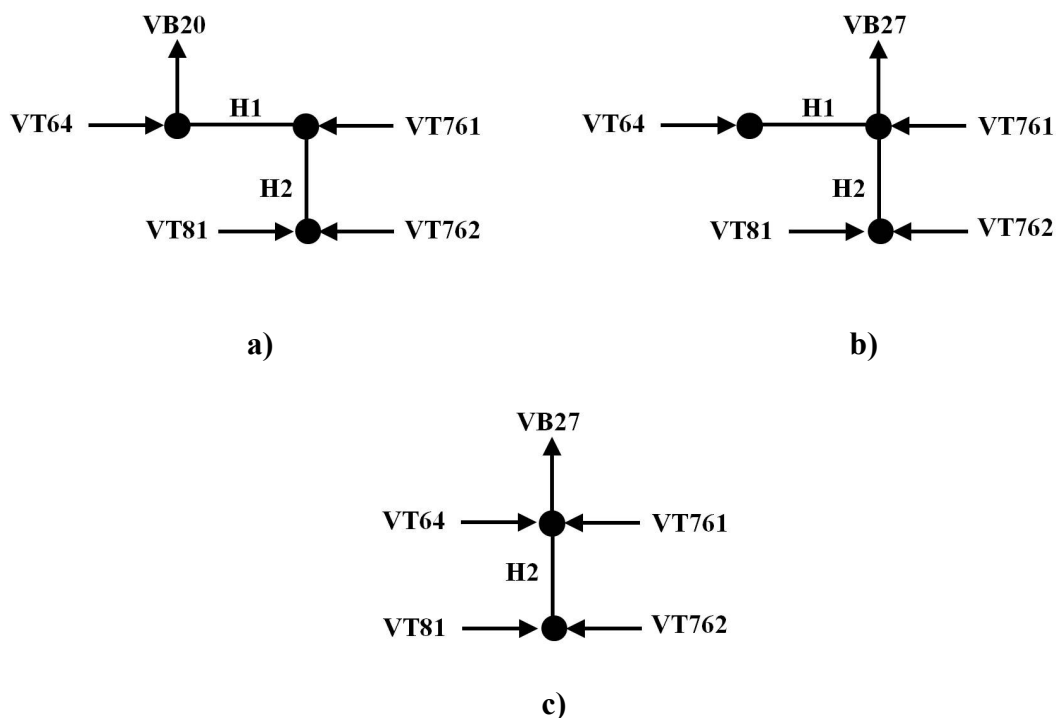 VB20
VT64
H1
VT761
H2
VT81
VT762
a)
VB27
VT64
H1
VT761
H2
VT81
VT762
b)
VB27
VT64
VT761
H2
VT81
VT762
c)